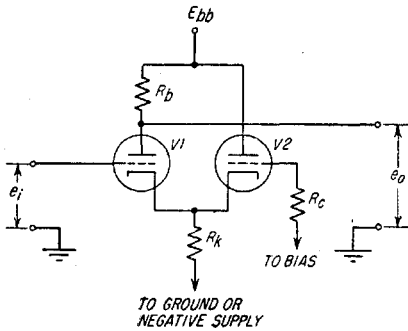 Ebb
Rb
V1
V2
ei
eo
Rc
Rk
TO BIAS
TO GROUND OR
NEGATIVE SUPPLY